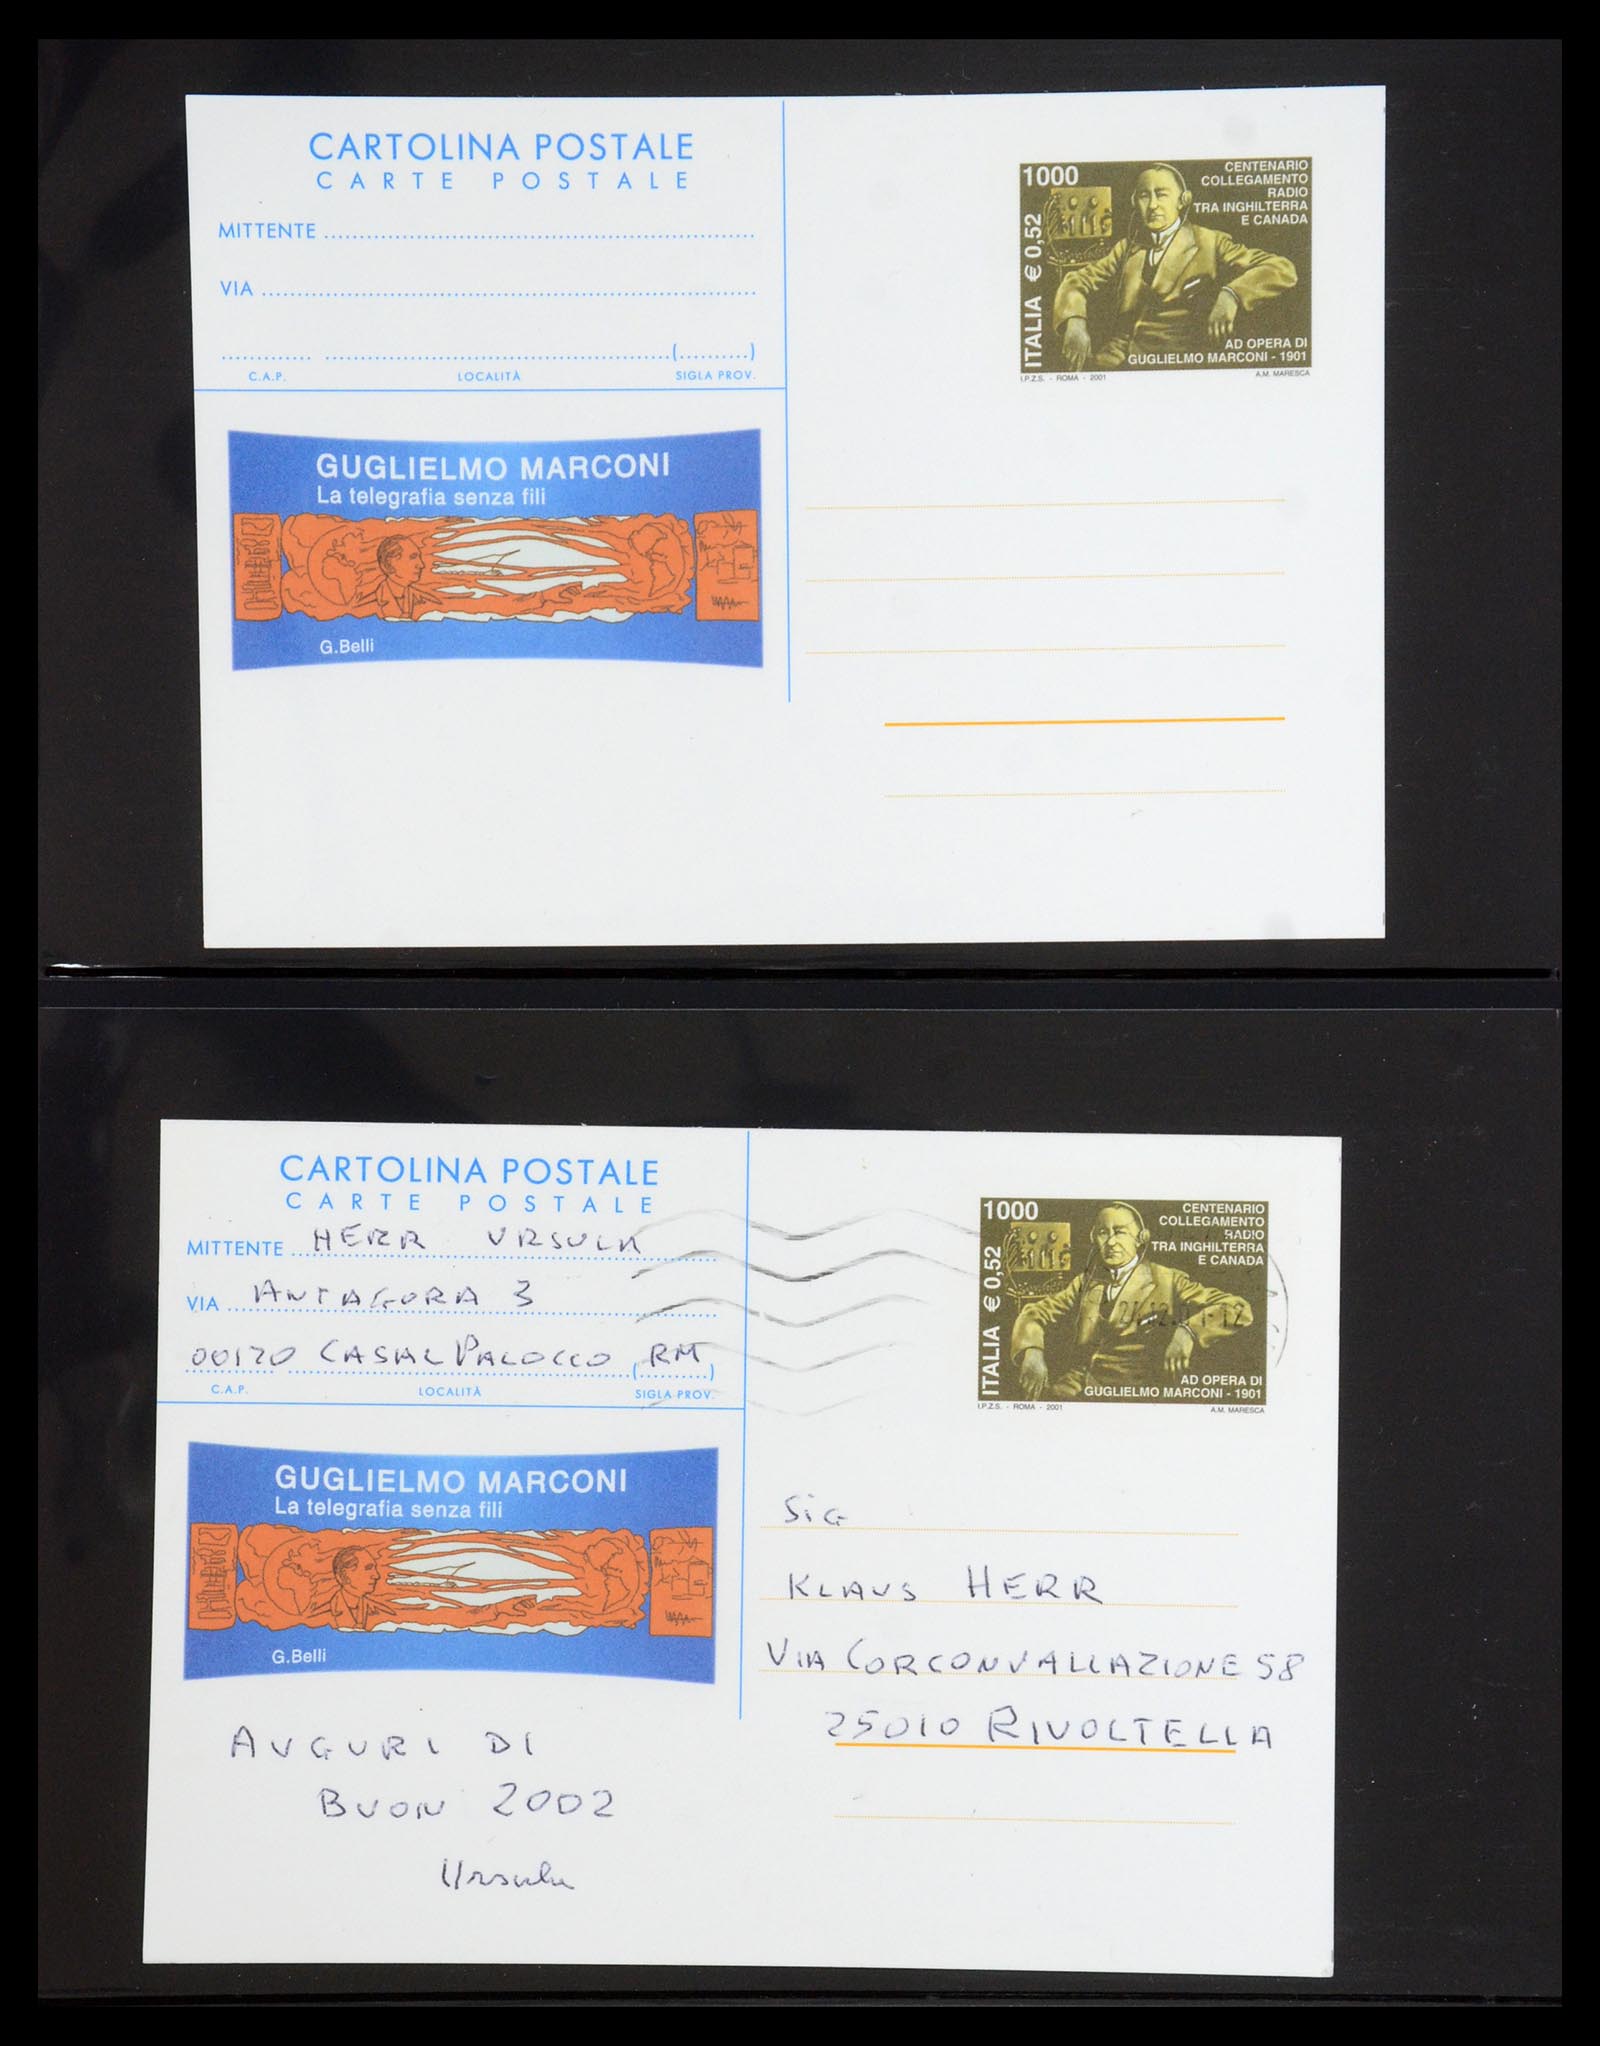 CARTOLINA POSTALE
CARTE POSTALE
MITTENTE
VIA
( )
C.A.P. LOCALITÀ SIGLA PROV.
GUGLIELMO MARCONI
La telegrafia senza fili
G.Belli
1000
CENTENARIO
COLLEGAMENTO
RADIO
TRA INGHILTERRA
E CANADA
ITALIA € 0,52
AD OPERA DI
GUGLIELMO MARCONI - 1901
I.P.Z.S. - ROMA - 2001 A.M. MARESCA
CARTOLINA POSTALE
CARTE POSTALE
MITTENTE HERR URSULA
VIA ANTAGORA 3
00120 CASAL PALOCCO (RM)
C.A.P. LOCALITÀ SIGLA PROV.
GUGLIELMO MARCONI
La telegrafia senza fili
G.Belli
AUGURI DI
BUON 2002
Ursula
1000
CENTENARIO
COLLEGAMENTO
RADIO
TRA INGHILTERRA
E CANADA
ITALIA € 0,52
AD OPERA DI
GUGLIELMO MARCONI - 1901
I.P.Z.S. - ROMA - 2001 A.M. MARESCA
SIG
KLAUS HERR
VIA CORCONVALLAZIONE 58
25010 RIVOLTELLA